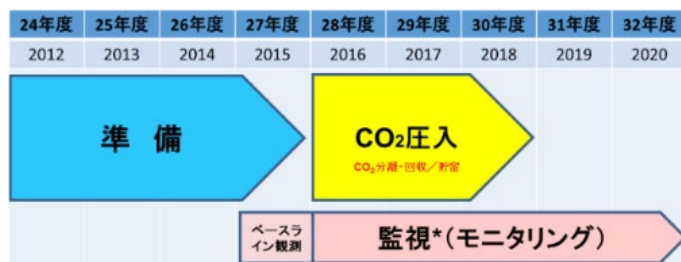 24年度 25年度 26年度 27年度 28年度 29年度 30年度 31年度 32年度
2012 2013 2014 2015 2016 2017 2018 2019 2020
準 備
CO₂圧入
CO₂分離・回収／貯留
ベースラ
イン観測
監視*(モニタリング)